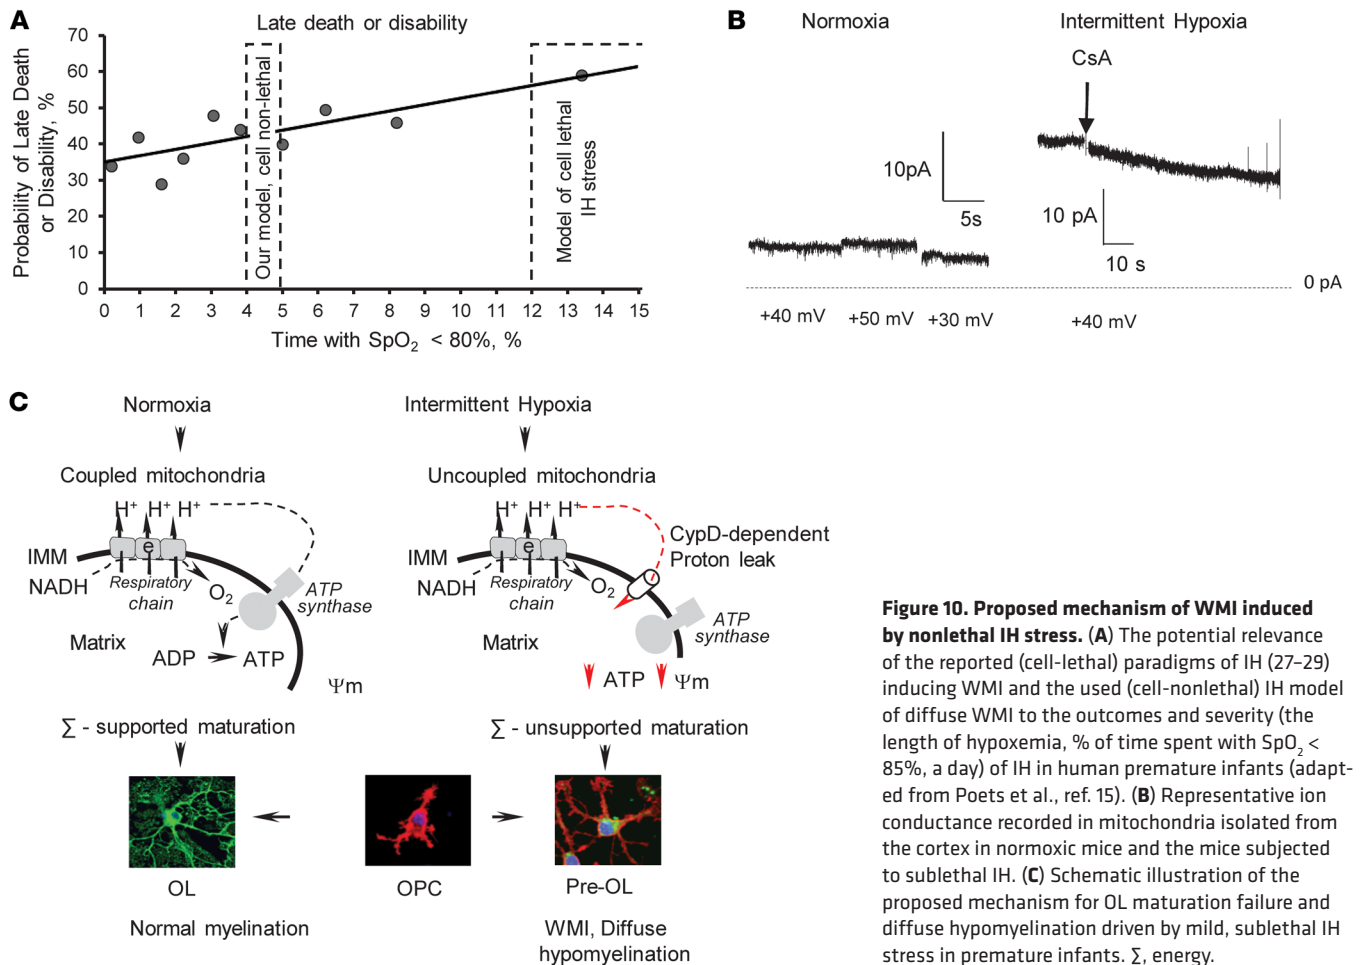 A
Late death or disability
Probability of Late Death
or Disability, %
70
60
50
40
30
20
10
0
Our model, cell non-lethal
Model of cell lethal
IH stress
0 1 2 3 4 5 6 7 8 9 10 11 12 13 14 15
Time with SpO₂ < 80%, %
B
Normoxia
Intermittent Hypoxia
CsA
10pA
5s
10 pA
10 s
0 pA
+40 mV +50 mV +30 mV
+40 mV
C
Normoxia
Coupled mitochondria
H⁺ H⁺ H⁺
IMM
e
NADH
Respiratory
chain
O₂
ATP
synthase
Matrix
ADP ATP
Ψm
∑ - supported maturation
Intermittent Hypoxia
Uncoupled mitochondria
H⁺ H⁺ H⁺
CypD-dependent
Proton leak
IMM
e
NADH
Respiratory
chain
O₂
ATP
synthase
Matrix
ATP Ψm
∑ - unsupported maturation
OL
OPC
Pre-OL
Normal myelination
WMI, Diffuse
hypomyelination
Figure 10. Proposed mechanism of WMI induced
by nonlethal IH stress. (A) The potential relevance
of the reported (cell-lethal) paradigms of IH (27–29)
inducing WMI and the used (cell-nonlethal) IH model
of diffuse WMI to the outcomes and severity (the
length of hypoxemia, % of time spent with SpO₂ <
85%, a day) of IH in human premature infants (adapt-
ed from Poets et al., ref. 15). (B) Representative ion
conductance recorded in mitochondria isolated from
the cortex in normoxic mice and the mice subjected
to sublethal IH. (C) Schematic illustration of the
proposed mechanism for OL maturation failure and
diffuse hypomyelination driven by mild, sublethal IH
stress in premature infants. ∑, energy.